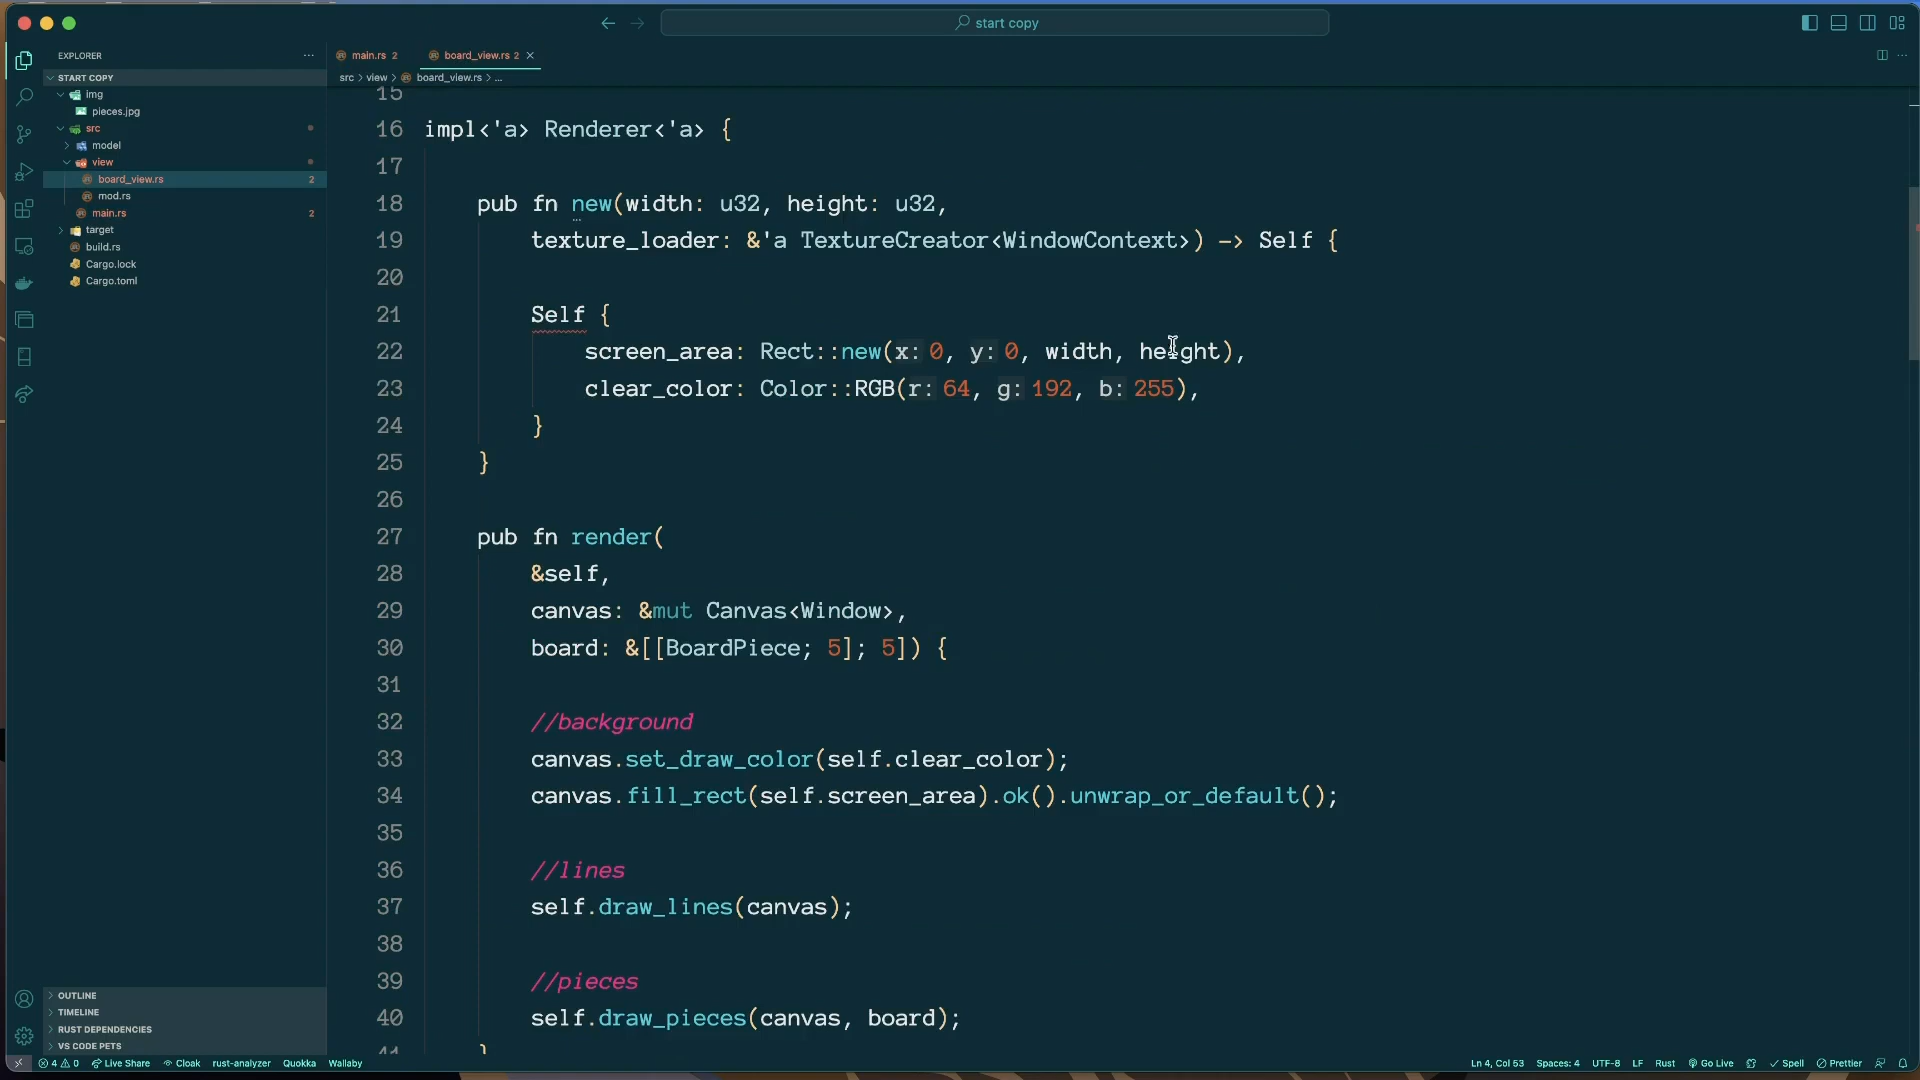 start copy
EXPLORER
START COPY
img
pieces.jpg
src
model
view
board_view.rs 2
mod.rs
main.rs 2
target
build.rs
Cargo.lock
Cargo.toml
OUTLINE
TIMELINE
RUST DEPENDENCIES
VS CODE PETS
main.rs 2
board_view.rs 2
src > view > board_view.rs > ...
15
16 impl<'a> Renderer<'a> {
17
18 pub fn new(width: u32, height: u32,
19 texture_loader: &'a TextureCreator<WindowContext>) -> Self {
20
21 Self {
22 screen_area: Rect::new(x: 0, y: 0, width, height),
23 clear_color: Color::RGB(r: 64, g: 192, b: 255),
24 }
25 }
26
27 pub fn render(
28 &self,
29 canvas: &mut Canvas<Window>,
30 board: &[[BoardPiece; 5]; 5]) {
31
32 //background
33 canvas.set_draw_color(self.clear_color);
34 canvas.fill_rect(self.screen_area).ok().unwrap_or_default();
35
36 //lines
37 self.draw_lines(canvas);
38
39 //pieces
40 self.draw_pieces(canvas, board);
41 }
4 0 Live Share Cloak rust-analyzer Quokka Wallaby
Ln 4, Col 53 Spaces: 4 UTF-8 LF Rust Go Live Spell Prettier